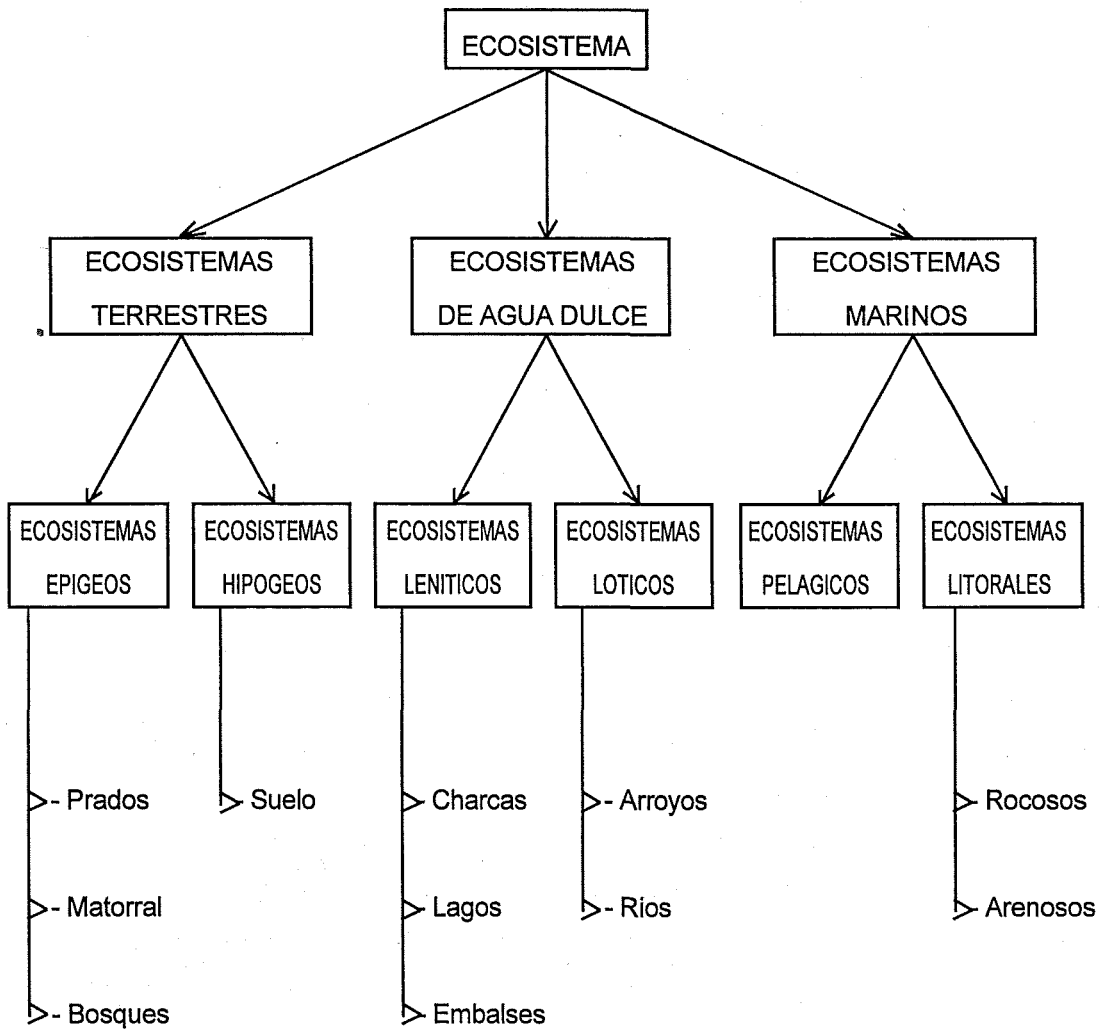 ECOSISTEMA
ECOSISTEMAS
TERRESTRES
ECOSISTEMAS
DE AGUA DULCE
ECOSISTEMAS
MARINOS
ECOSISTEMAS
EPIGEOS
ECOSISTEMAS
HIPOGEOS
ECOSISTEMAS
LENITICOS
ECOSISTEMAS
LOTICOS
ECOSISTEMAS
PELAGICOS
ECOSISTEMAS
LITORALES
- Prados
- Matorral
- Bosques
- Suelo
- Charcas
- Lagos
- Embalses
- Arroyos
- Ríos
- Rocosos
- Arenosos